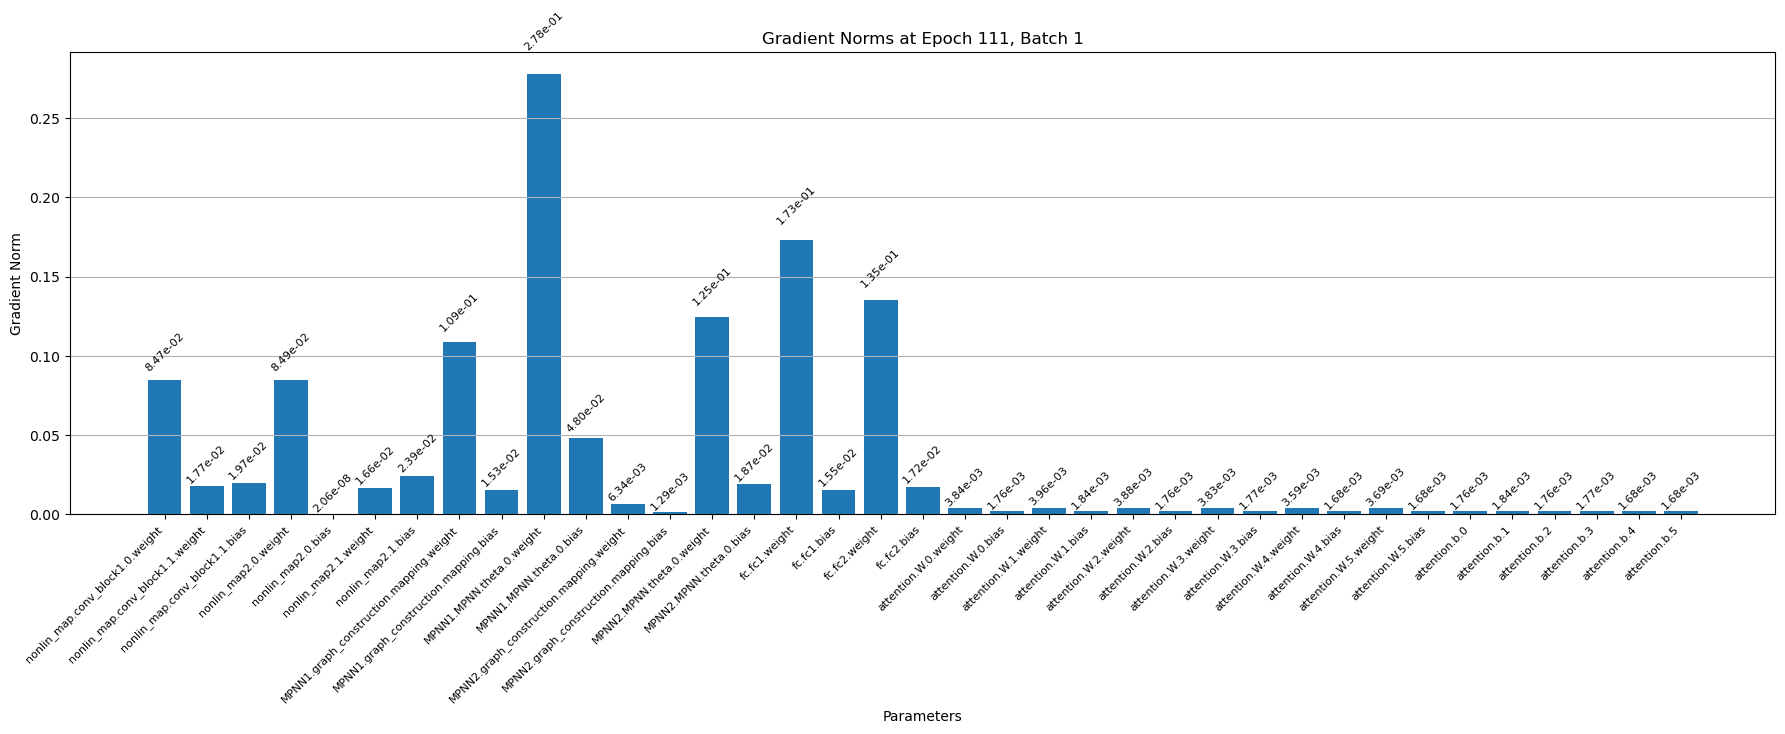 Gradient Norms at Epoch 111, Batch 1
Gradient Norm
0.25
0.20
0.15
0.10
0.05
0.00
8.47e-02
1.77e-02
1.97e-02
8.49e-02
2.06e-08
1.66e-02
2.39e-02
1.09e-01
1.53e-02
2.78e-01
4.80e-02
6.34e-03
1.29e-03
1.25e-01
1.87e-02
1.73e-01
1.55e-02
1.35e-01
1.72e-02
3.84e-03
1.76e-03
3.96e-03
1.84e-03
3.88e-03
1.76e-03
3.83e-03
1.77e-03
3.59e-03
1.68e-03
3.69e-03
1.68e-03
1.76e-03
1.84e-03
1.76e-03
1.77e-03
1.68e-03
1.68e-03
nonlin_map.conv_block1.0.weight
nonlin_map.conv_block1.1.weight
nonlin_map.conv_block1.1.bias
nonlin_map2.0.weight
nonlin_map2.0.bias
nonlin_map2.1.weight
nonlin_map2.1.bias
MPNN1.graph_construction.mapping.weight
MPNN1.graph_construction.mapping.bias
MPNN1.MPNN.theta.0.weight
MPNN1.MPNN.theta.0.bias
MPNN2.graph_construction.mapping.weight
MPNN2.graph_construction.mapping.bias
MPNN2.MPNN.theta.0.weight
MPNN2.MPNN.theta.0.bias
fc.fc1.weight
fc.fc1.bias
fc.fc2.weight
fc.fc2.bias
attention.W.0.weight
attention.W.0.bias
attention.W.1.weight
attention.W.1.bias
attention.W.2.weight
attention.W.2.bias
attention.W.3.weight
attention.W.3.bias
attention.W.4.weight
attention.W.4.bias
attention.W.5.weight
attention.W.5.bias
attention.b.0
attention.b.1
attention.b.2
attention.b.3
attention.b.4
attention.b.5
Parameters